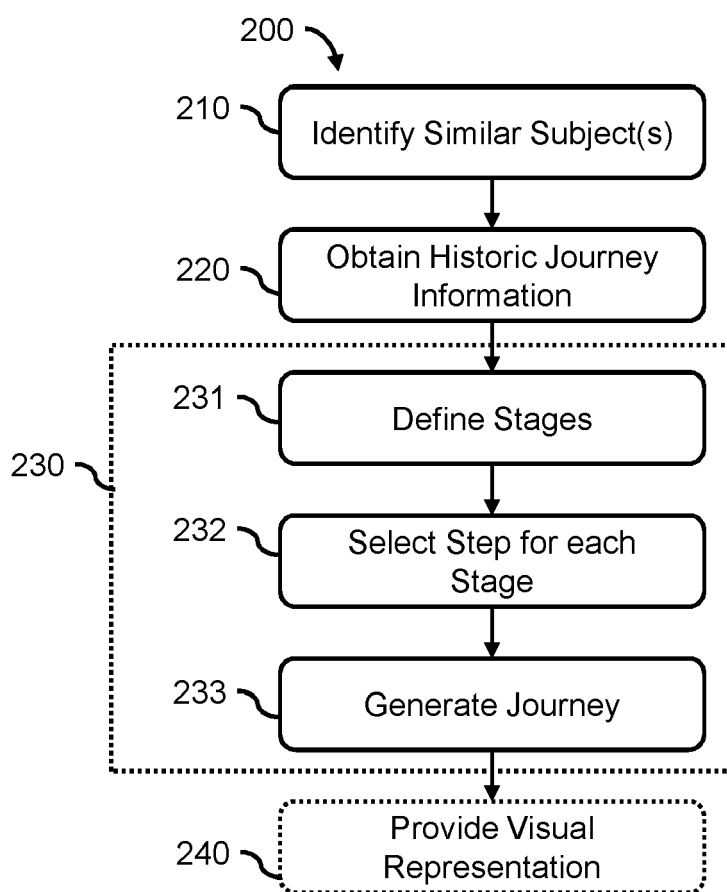 200
210
Identify Similar Subject(s)
220
Obtain Historic Journey
Information
230
231
Define Stages
232
Select Step for each
Stage
233
Generate Journey
240
Provide Visual
Representation